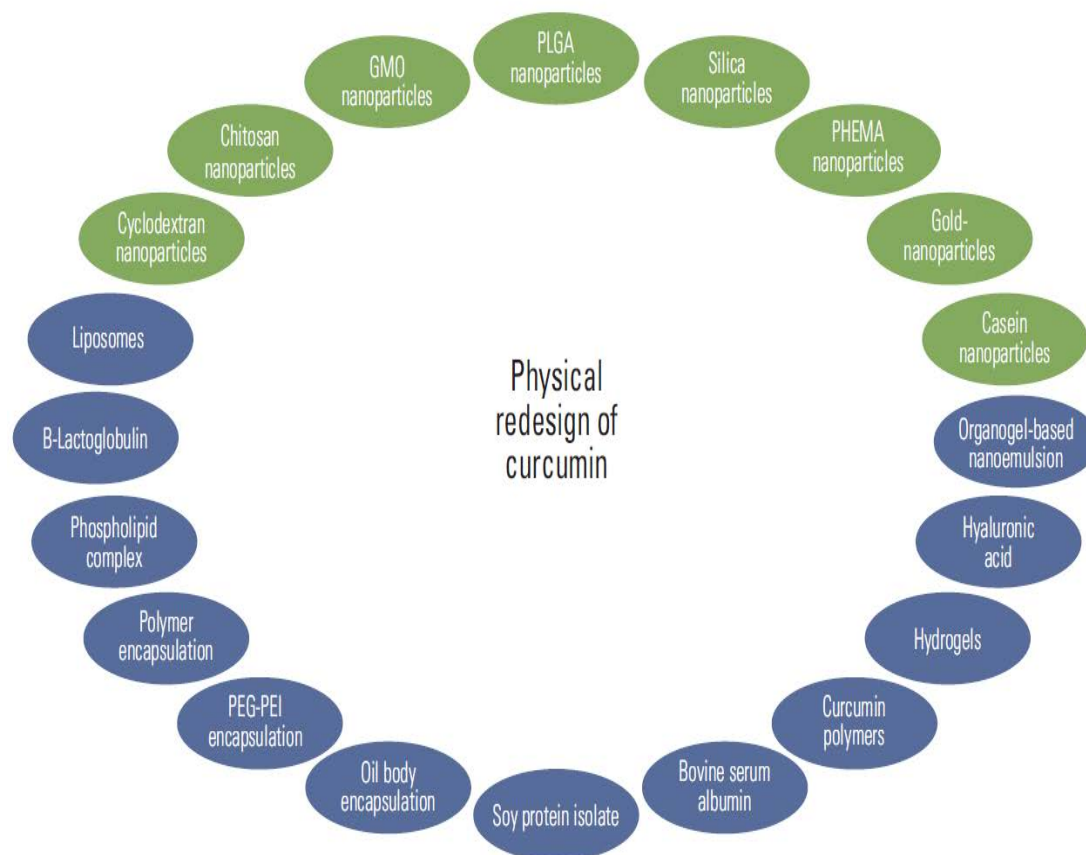 PLGA
nanoparticles
Silica
nanoparticles
PHEMA
nanoparticles
Gold-
nanoparticles
Casein
nanoparticles
Organogel-based
nanoemulsion
Hyaluronic
acid
Hydrogels
Curcumin
polymers
Bovine serum
albumin
Soy protein isolate
Oil body
encapsulation
PEG-PEI
encapsulation
Polymer
encapsulation
Phospholipid
complex
B-Lactoglobulin
Liposomes
Cyclodextran
nanoparticles
Chitosan
nanoparticles
GMO
nanoparticles
Physical
redesign of
curcumin